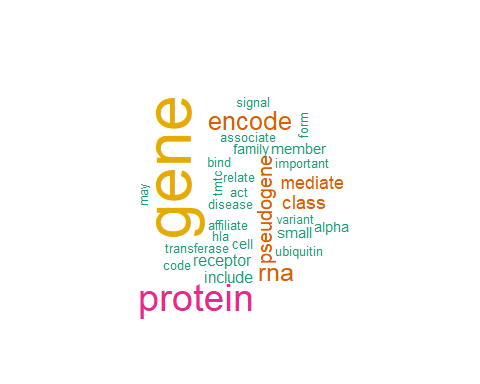 signal
encode
form
associate
gene
family member
bind
important
tmtc
relate
pseudogene
mediate
may
act
disease
class
variant
affiliate
small
alpha
hla
transferase
cell
ubiquitin
code
receptor
include
rna
protein